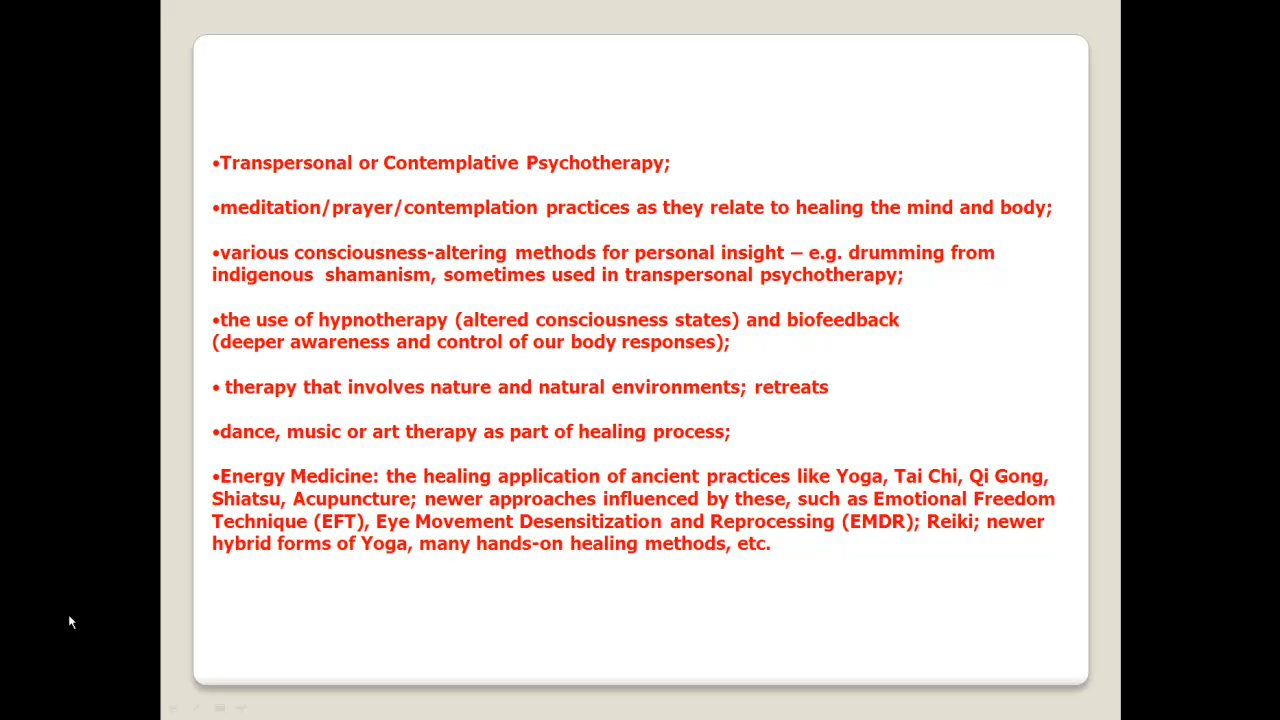 •Transpersonal or Contemplative Psychotherapy;
•meditation/prayer/contemplation practices as they relate to healing the mind and body;
•various consciousness-altering methods for personal insight – e.g. drumming from
indigenous shamanism, sometimes used in transpersonal psychotherapy;
•the use of hypnotherapy (altered consciousness states) and biofeedback
(deeper awareness and control of our body responses);
• therapy that involves nature and natural environments; retreats
•dance, music or art therapy as part of healing process;
•Energy Medicine: the healing application of ancient practices like Yoga, Tai Chi, Qi Gong,
Shiatsu, Acupuncture; newer approaches influenced by these, such as Emotional Freedom
Technique (EFT), Eye Movement Desensitization and Reprocessing (EMDR); Reiki; newer
hybrid forms of Yoga, many hands-on healing methods, etc.